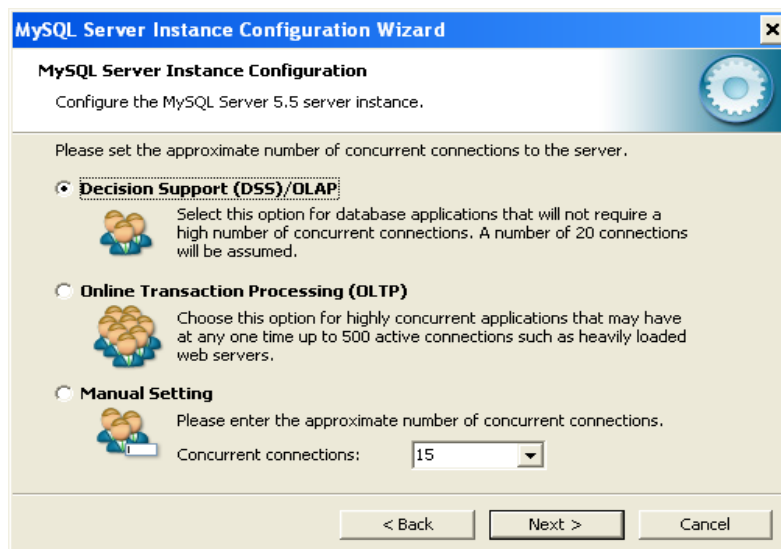 MySQL Server Instance Configuration Wizard
MySQL Server Instance Configuration
Configure the MySQL Server 5.5 server instance.
Please set the approximate number of concurrent connections to the server.
Decision Support (DSS)/OLAP
Select this option for database applications that will not require a
high number of concurrent connections. A number of 20 connections
will be assumed.
Online Transaction Processing (OLTP)
Choose this option for highly concurrent applications that may have
at any one time up to 500 active connections such as heavily loaded
web servers.
Manual Setting
Please enter the approximate number of concurrent connections.
Concurrent connections: 15
< Back Next > Cancel